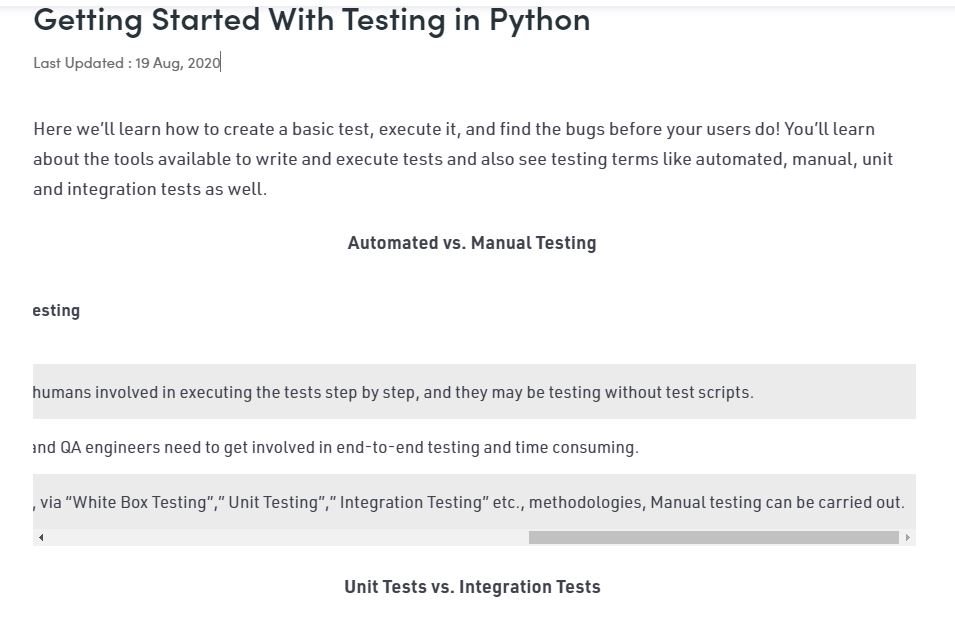 Getting Started With Testing in Python
Last Updated : 19 Aug, 2020
Here we’ll learn how to create a basic test, execute it, and find the bugs before your users do! You’ll learn
about the tools available to write and execute tests and also see testing terms like automated, manual, unit
and integration tests as well.
Automated vs. Manual Testing
esting
humans involved in executing the tests step by step, and they may be testing without test scripts.
and QA engineers need to get involved in end-to-end testing and time consuming.
, via “White Box Testing”,” Unit Testing”,” Integration Testing” etc., methodologies, Manual testing can be carried out.
Unit Tests vs. Integration Tests